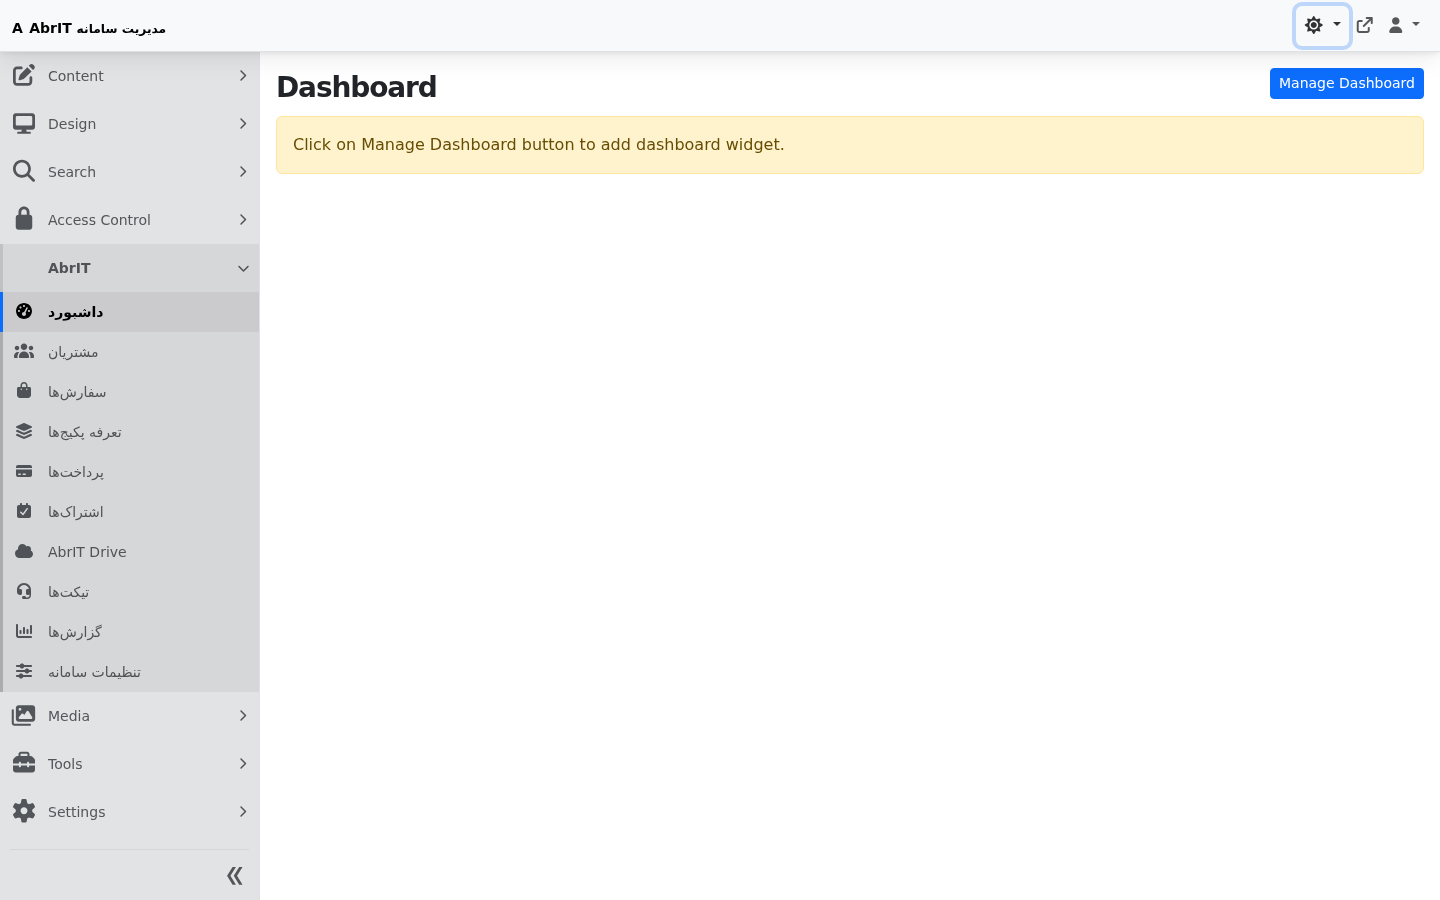 A AbrIT مدیریت سامانه
Content
Design
Search
Access Control
AbrIT
داشبورد
مشتریان
سفارش‌ها
تعرفه پکیج‌ها
پرداخت‌ها
اشتراک‌ها
AbrIT Drive
تیکت‌ها
گزارش‌ها
تنظیمات سامانه
Media
Tools
Settings
Dashboard
Manage Dashboard
Click on Manage Dashboard button to add dashboard widget.